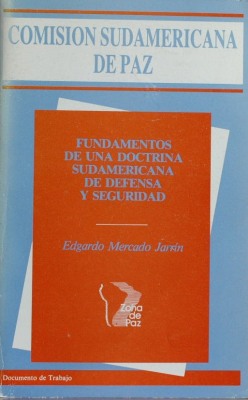 COMISION SUDAMERICANA
DE PAZ
FUNDAMENTOS
DE UNA DOCTRINA
SUDAMERICANA
DE DEFENSA
Y SEGURIDAD
Edgardo Mercado Jarrín
Zona
de Paz
Documento de Trabajo